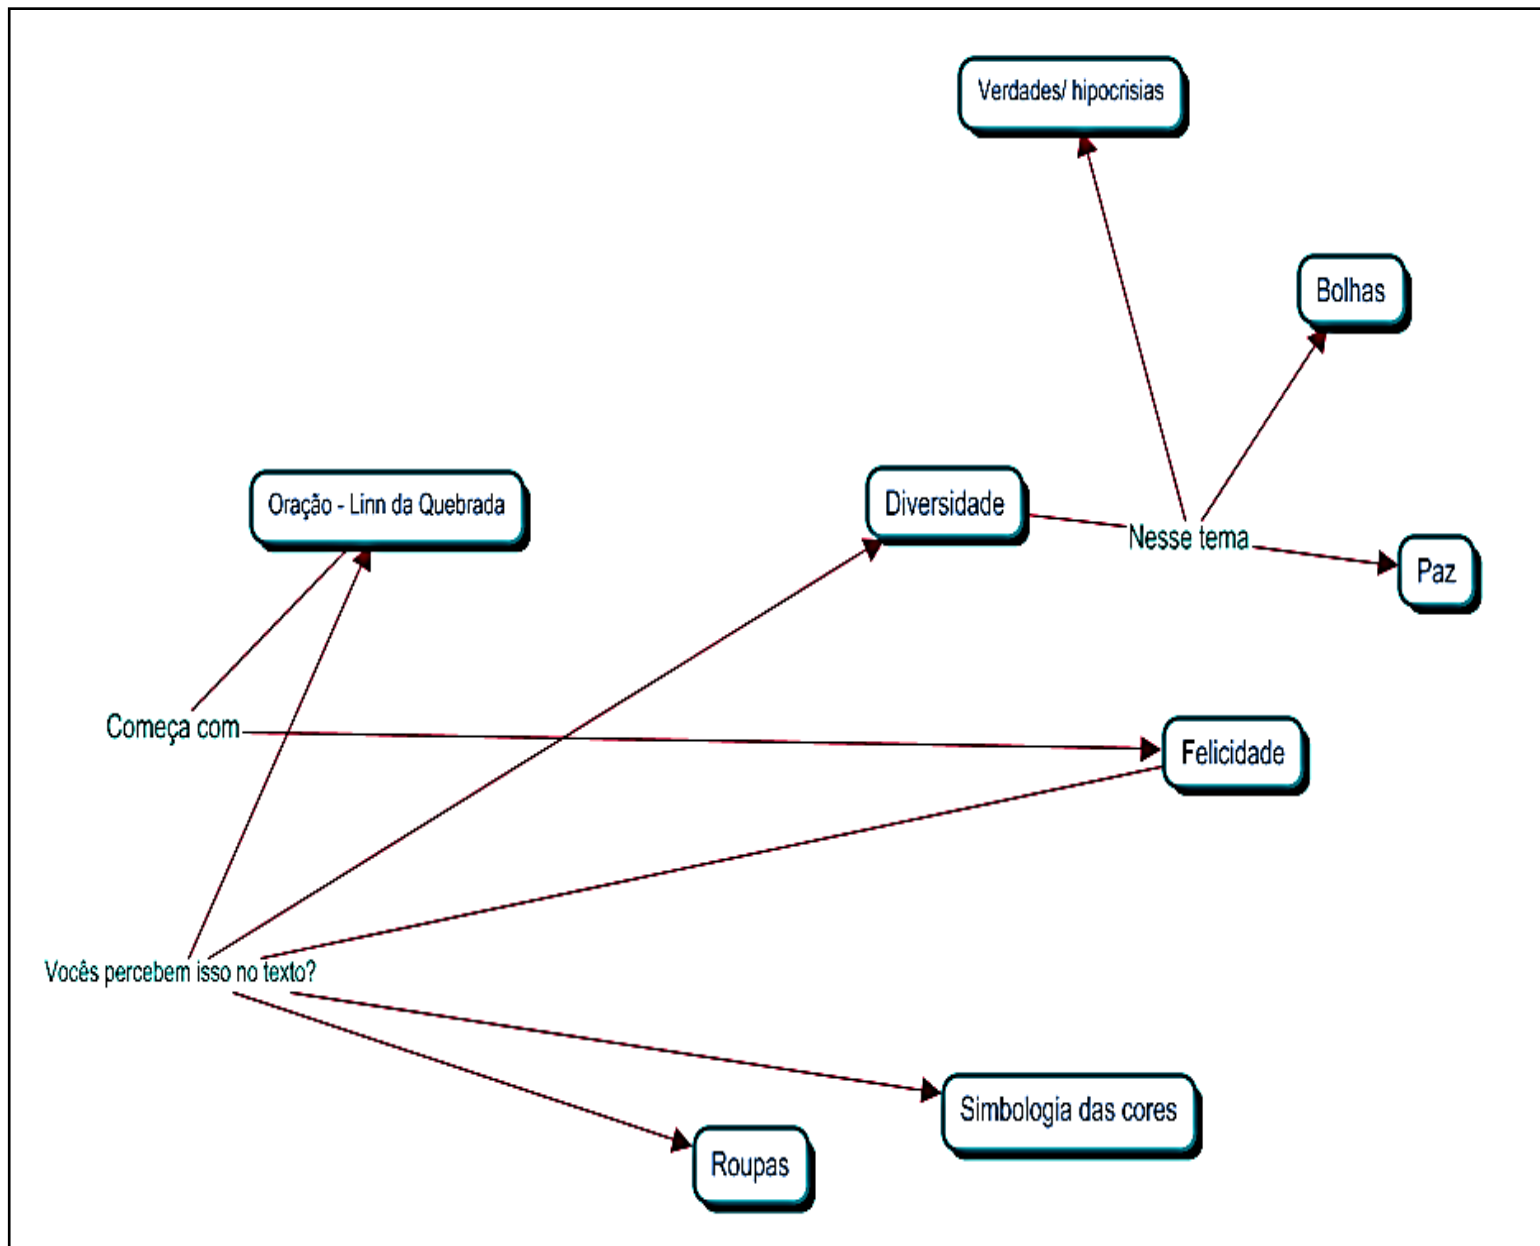 Verdades/ hipocrisias
Bolhas
Oração - Linn da Quebrada
Diversidade
Nesse tema
Paz
Começa com
Felicidade
Vocês percebem isso no texto?
Simbologia das cores
Roupas